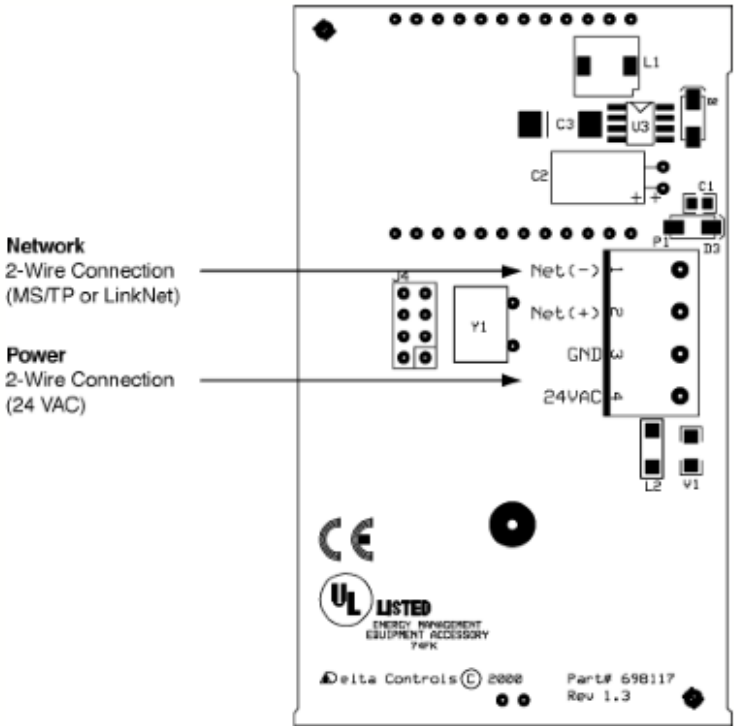 L1
D2
C3
U3
C2
+ +
C1
P1
D3
Network
2-Wire Connection
(MS/TP or LinkNet)
J4
Net(-) 1
Y1
Net(+) 2
Power
2-Wire Connection
(24 VAC)
GND 3
24VAC 4
L2 V1
CE
UL LISTED
ENERGY MANAGEMENT
EQUIPMENT ACCESSORY
74FK
Delta Controls © 2000
Part# 698117
Rev 1.3